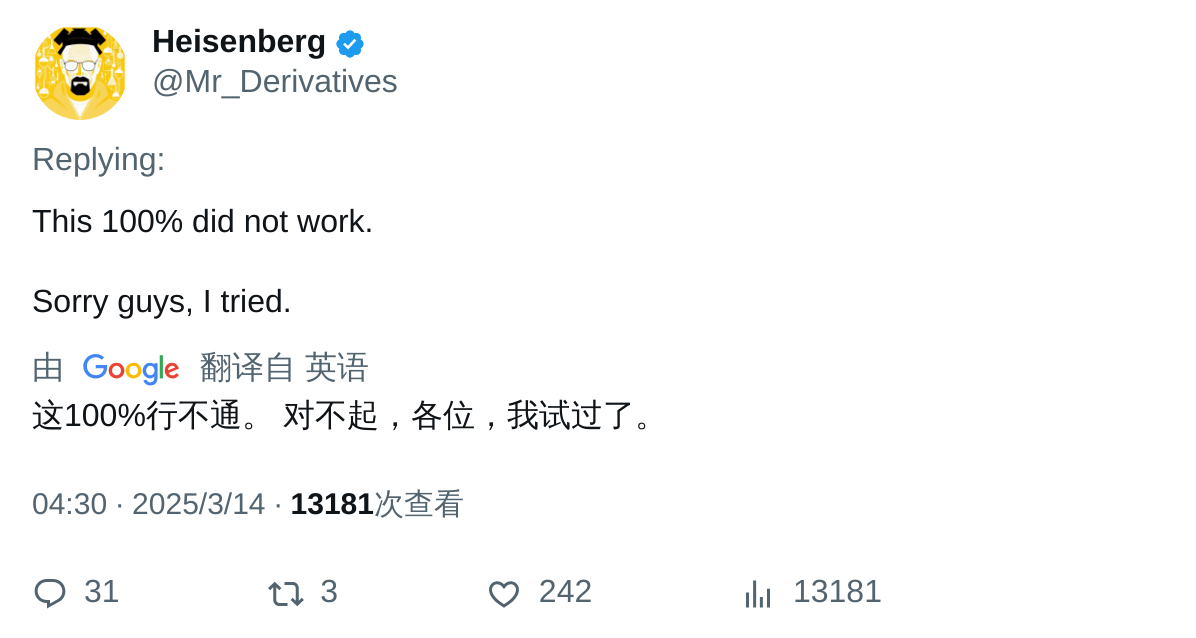 Heisenberg
@Mr_Derivatives
Replying:
This 100% did not work.
Sorry guys, I tried.
由 Google 翻译自 英语
这100%行不通。 对不起，各位，我试过了。
04:30 · 2025/3/14 · 13181次查看
31 3 242 13181